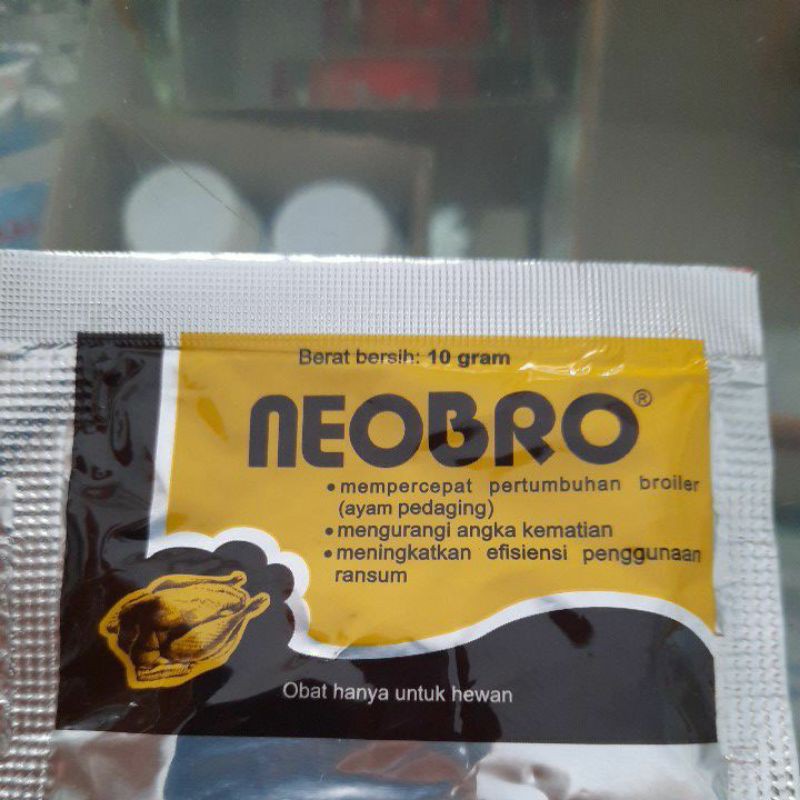 Berat bersih: 10 gram
NEOBRO®
• mempercepat pertumbuhan broiler
(ayam pedaging)
• mengurangi angka kematian
• meningkatkan efisiensi penggunaan
ransum
Obat hanya untuk hewan